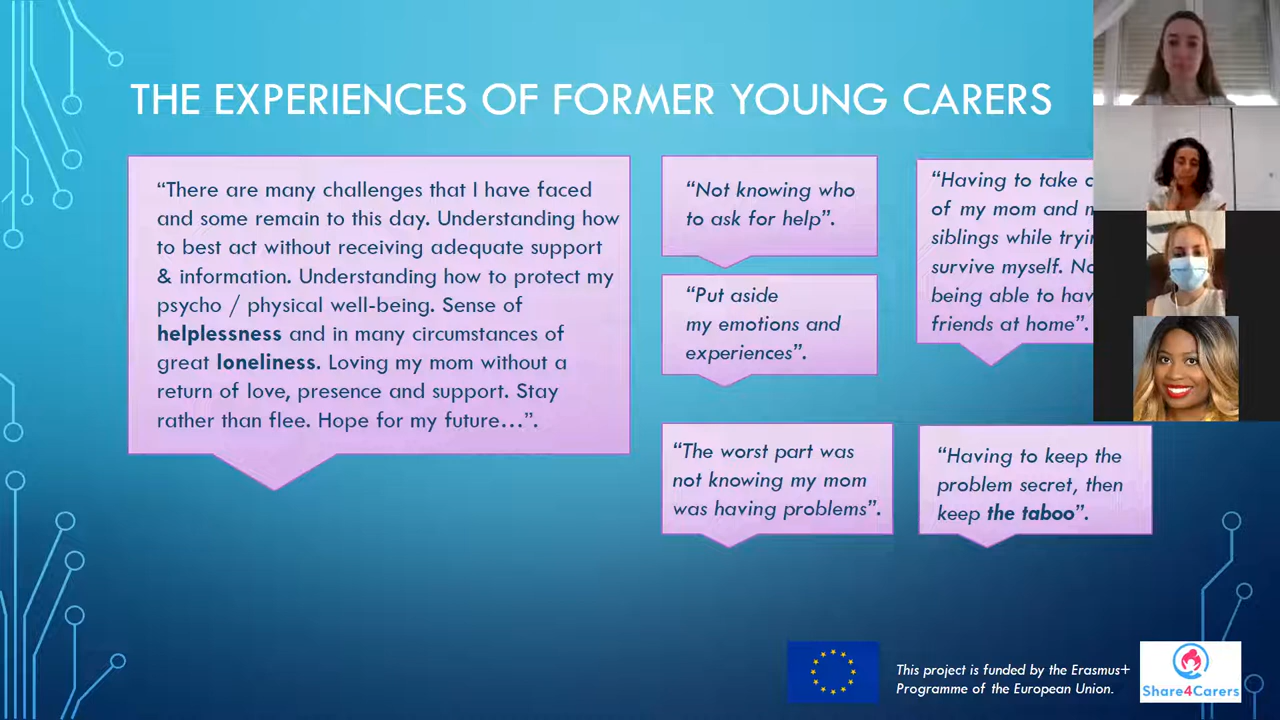 THE EXPERIENCES OF FORMER YOUNG CARERS
“There are many challenges that I have faced
and some remain to this day. Understanding how
to best act without receiving adequate support
& information. Understanding how to protect my
psycho / physical well-being. Sense of
helplessness and in many circumstances of
great loneliness. Loving my mom without a
return of love, presence and support. Stay
rather than flee. Hope for my future…”.
“Not knowing who
to ask for help”.
“Put aside
my emotions and
experiences”.
“Having to take
of my mom and
siblings while
survive myself.
being able to
friends at home”.
“The worst part was
not knowing my mom
was having problems”.
“Having to keep the
problem secret, then
keep the taboo”.
This project is funded by the Erasmus+
Programme of the European Union.
Share4Carers